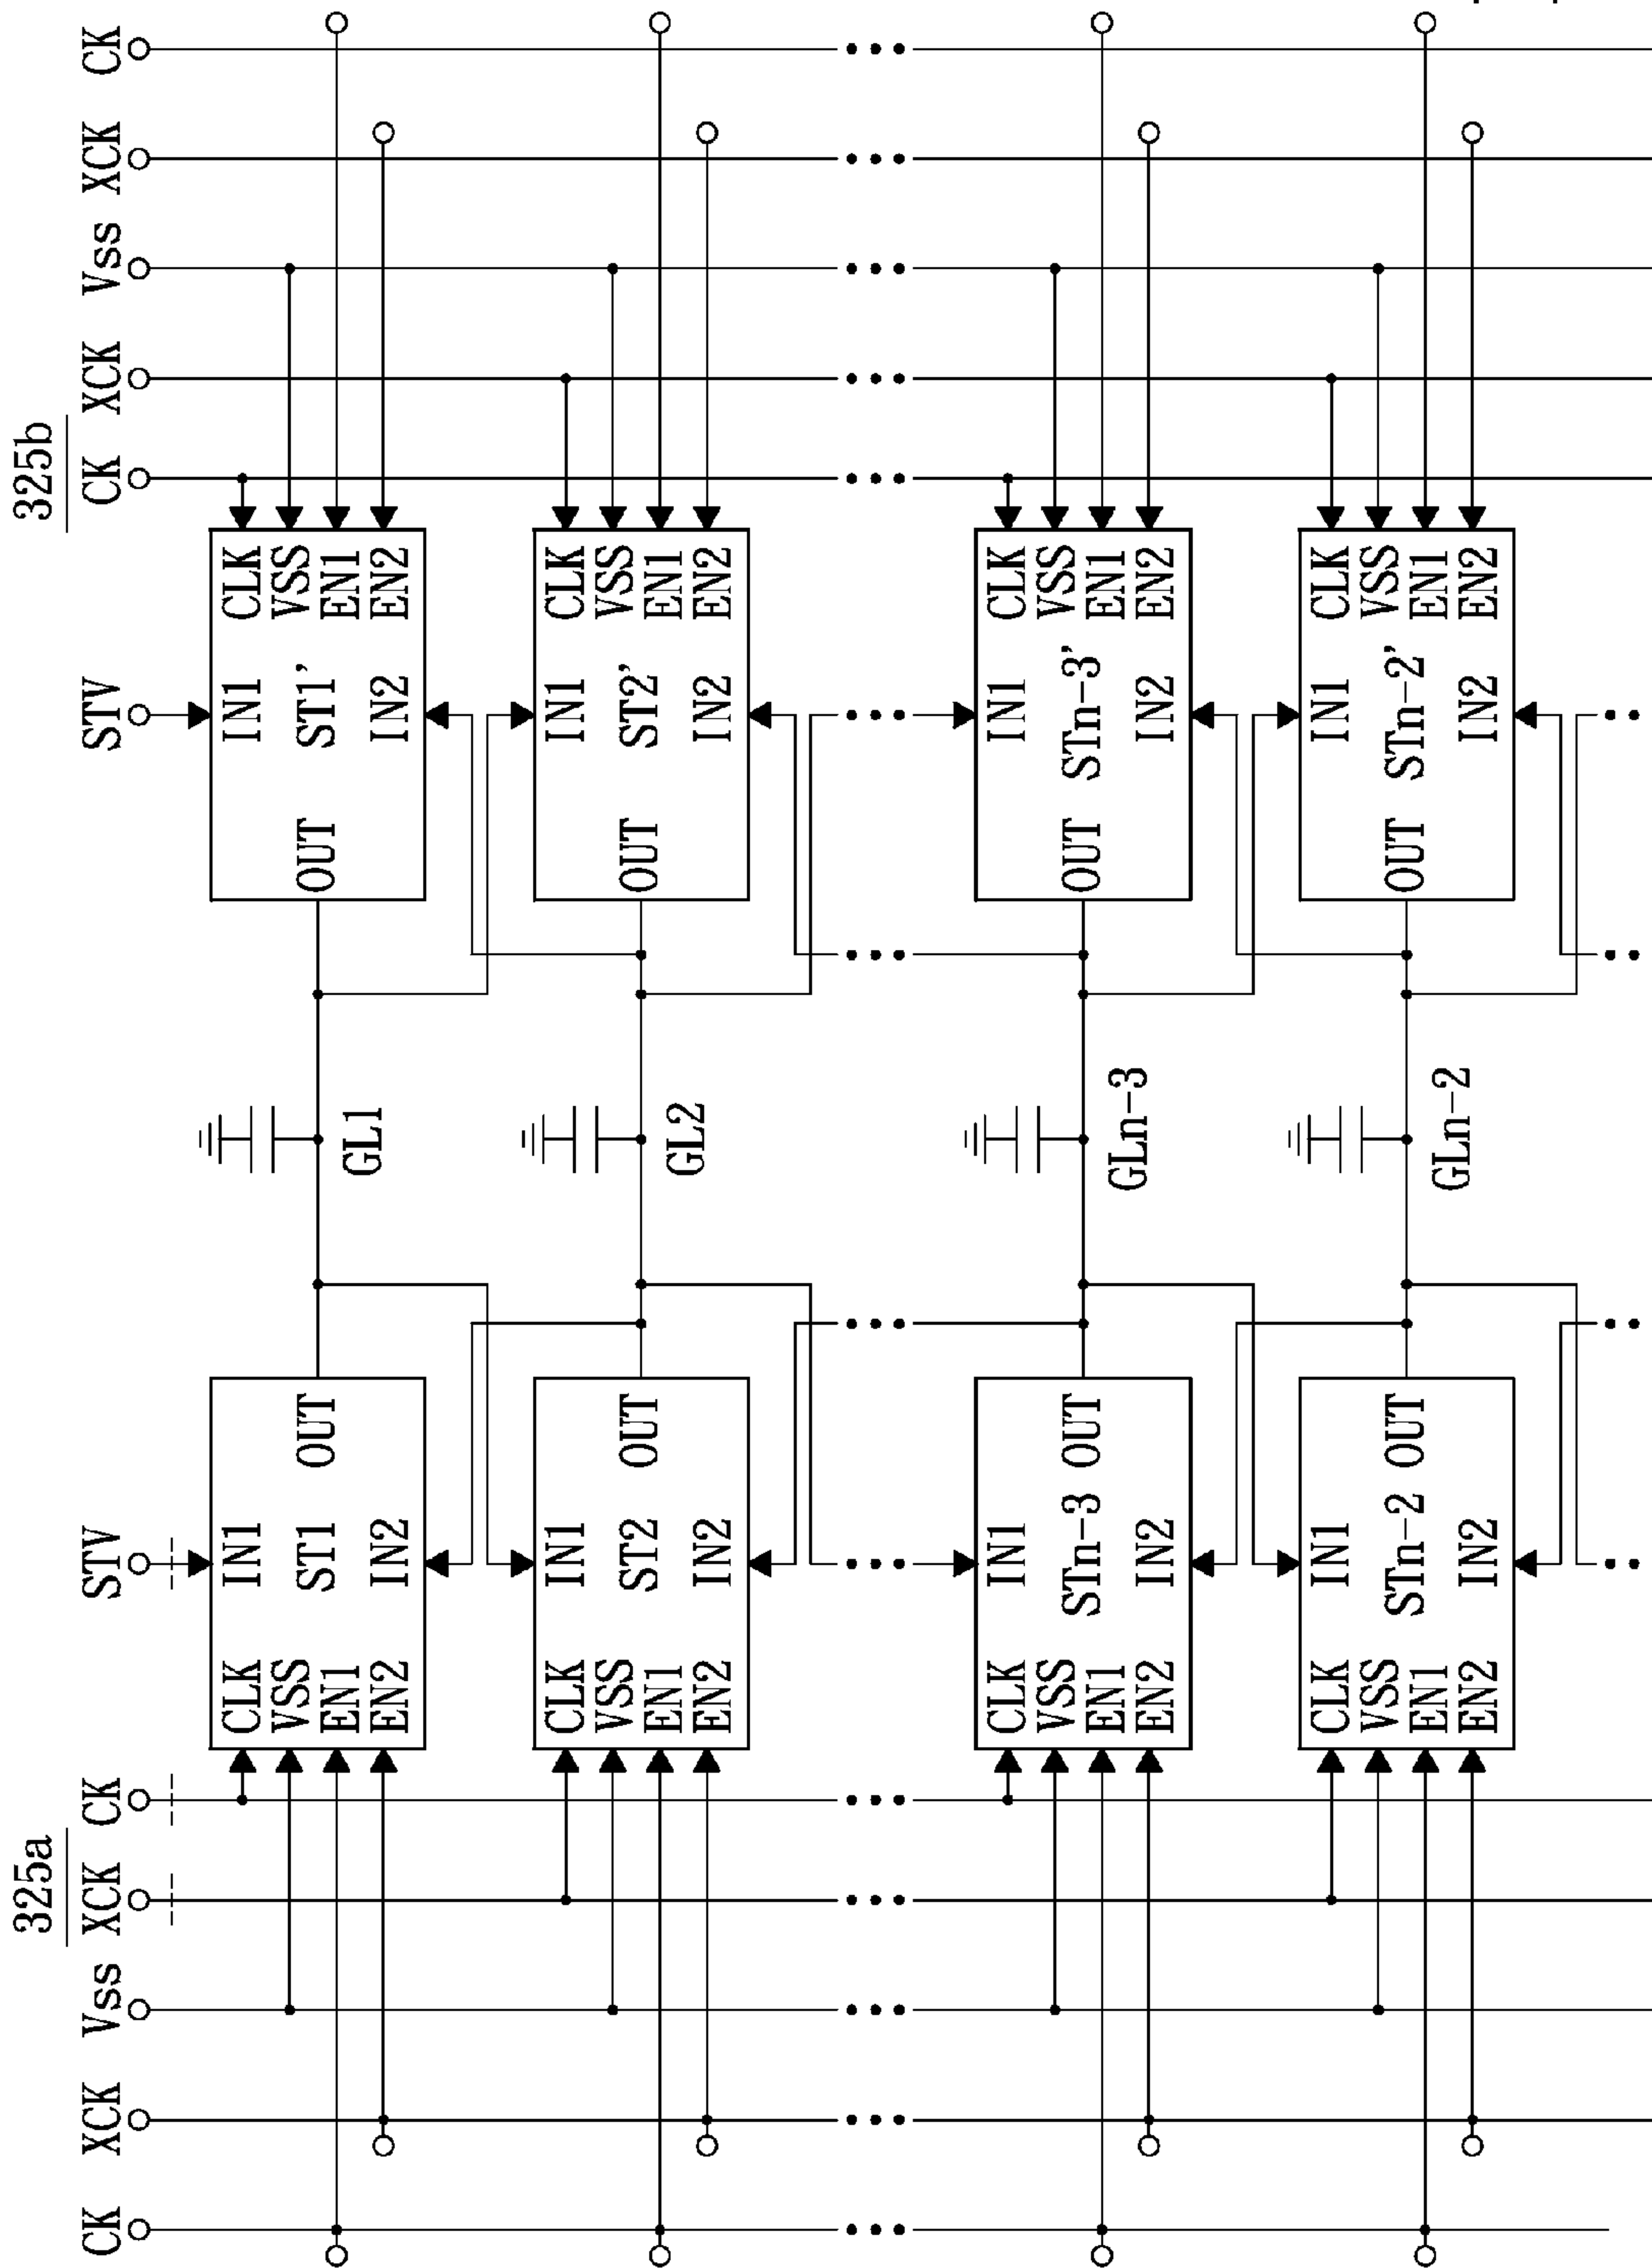 325a 325b
CK XCK Vss XCK CK STV STV CK XCK Vss XCK CK
CLK IN1 IN1 CLK
VSS VSS
ST1 OUT OUT ST1'
EN1 EN1
GL1
EN2 IN2 IN2 EN2
CLK IN1 IN1 CLK
VSS VSS
ST2 OUT OUT ST2'
EN1 EN1
GL2
EN2 IN2 IN2 EN2
CLK IN1 IN1 CLK
VSS VSS
STn-3 OUT OUT STn-3'
EN1 EN1
GLn-3
EN2 IN2 IN2 EN2
CLK IN1 IN1 CLK
VSS VSS
STn-2 OUT OUT STn-2'
EN1 EN1
GLn-2
EN2 IN2 IN2 EN2